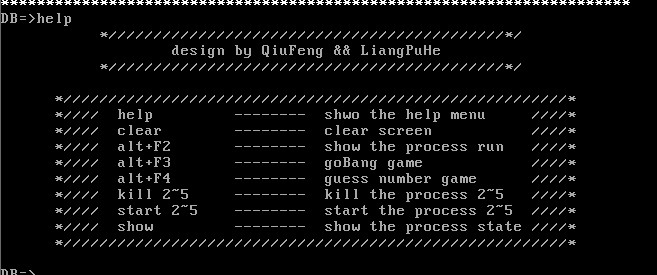 **********************************************************************
DB=>help
*////////////////////////////////////////////*/
design by QiuFeng && LiangPuHe
*////////////////////////////////////////////*/
*////////////////////////////////////////////////////////*
*//// help -------- shwo the help menu ////*
*//// clear -------- clear screen ////*
*//// alt+F2 -------- show the process run ////*
*//// alt+F3 -------- goBang game ////*
*//// alt+F4 -------- guess number game ////*
*//// kill 2~5 -------- kill the process 2~5 ////*
*//// start 2~5 -------- start the process 2~5 ////*
*//// show -------- show the process state ////*
*////////////////////////////////////////////////////////*
DB=>